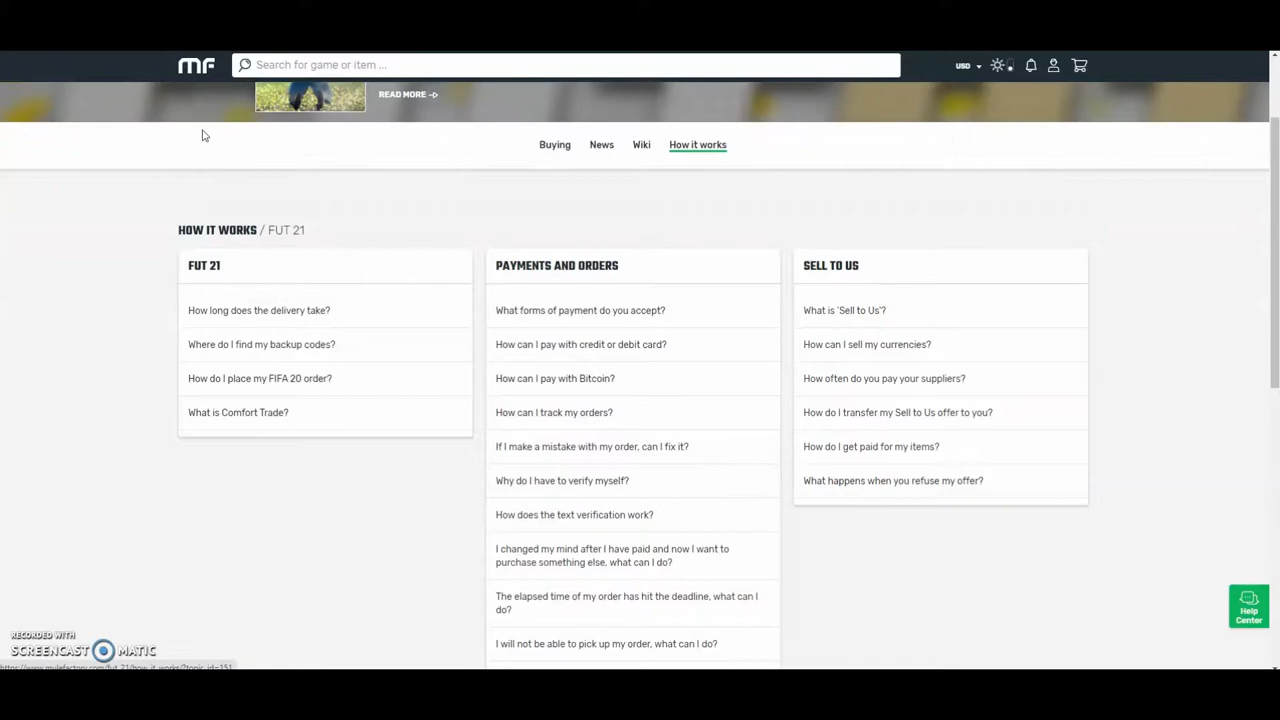 MF
Search for game or item ...
USD
READ MORE
Buying
News
Wiki
How it works
HOW IT WORKS / FUT 21
FUT 21
How long does the delivery take?
Where do I find my backup codes?
How do I place my FIFA 20 order?
What is Comfort Trade?
PAYMENTS AND ORDERS
What forms of payment do you accept?
How can I pay with credit or debit card?
How can I pay with Bitcoin?
How can I track my orders?
If I make a mistake with my order, can I fix it?
Why do I have to verify myself?
How does the text verification work?
I changed my mind after I have paid and now I want to
purchase something else, what can I do?
The elapsed time of my order has hit the deadline, what can I
do?
I will not be able to pick up my order, what can I do?
SELL TO US
What is 'Sell to Us'?
How can I sell my currencies?
How often do you pay your suppliers?
How do I transfer my Sell to Us offer to you?
How do I get paid for my items?
What happens when you refuse my offer?
Help
Center
RECORDED WITH
SCREENCAST MATIC
https://www.mulefactory.com/fut_21/how_it_works/?topic_id=151